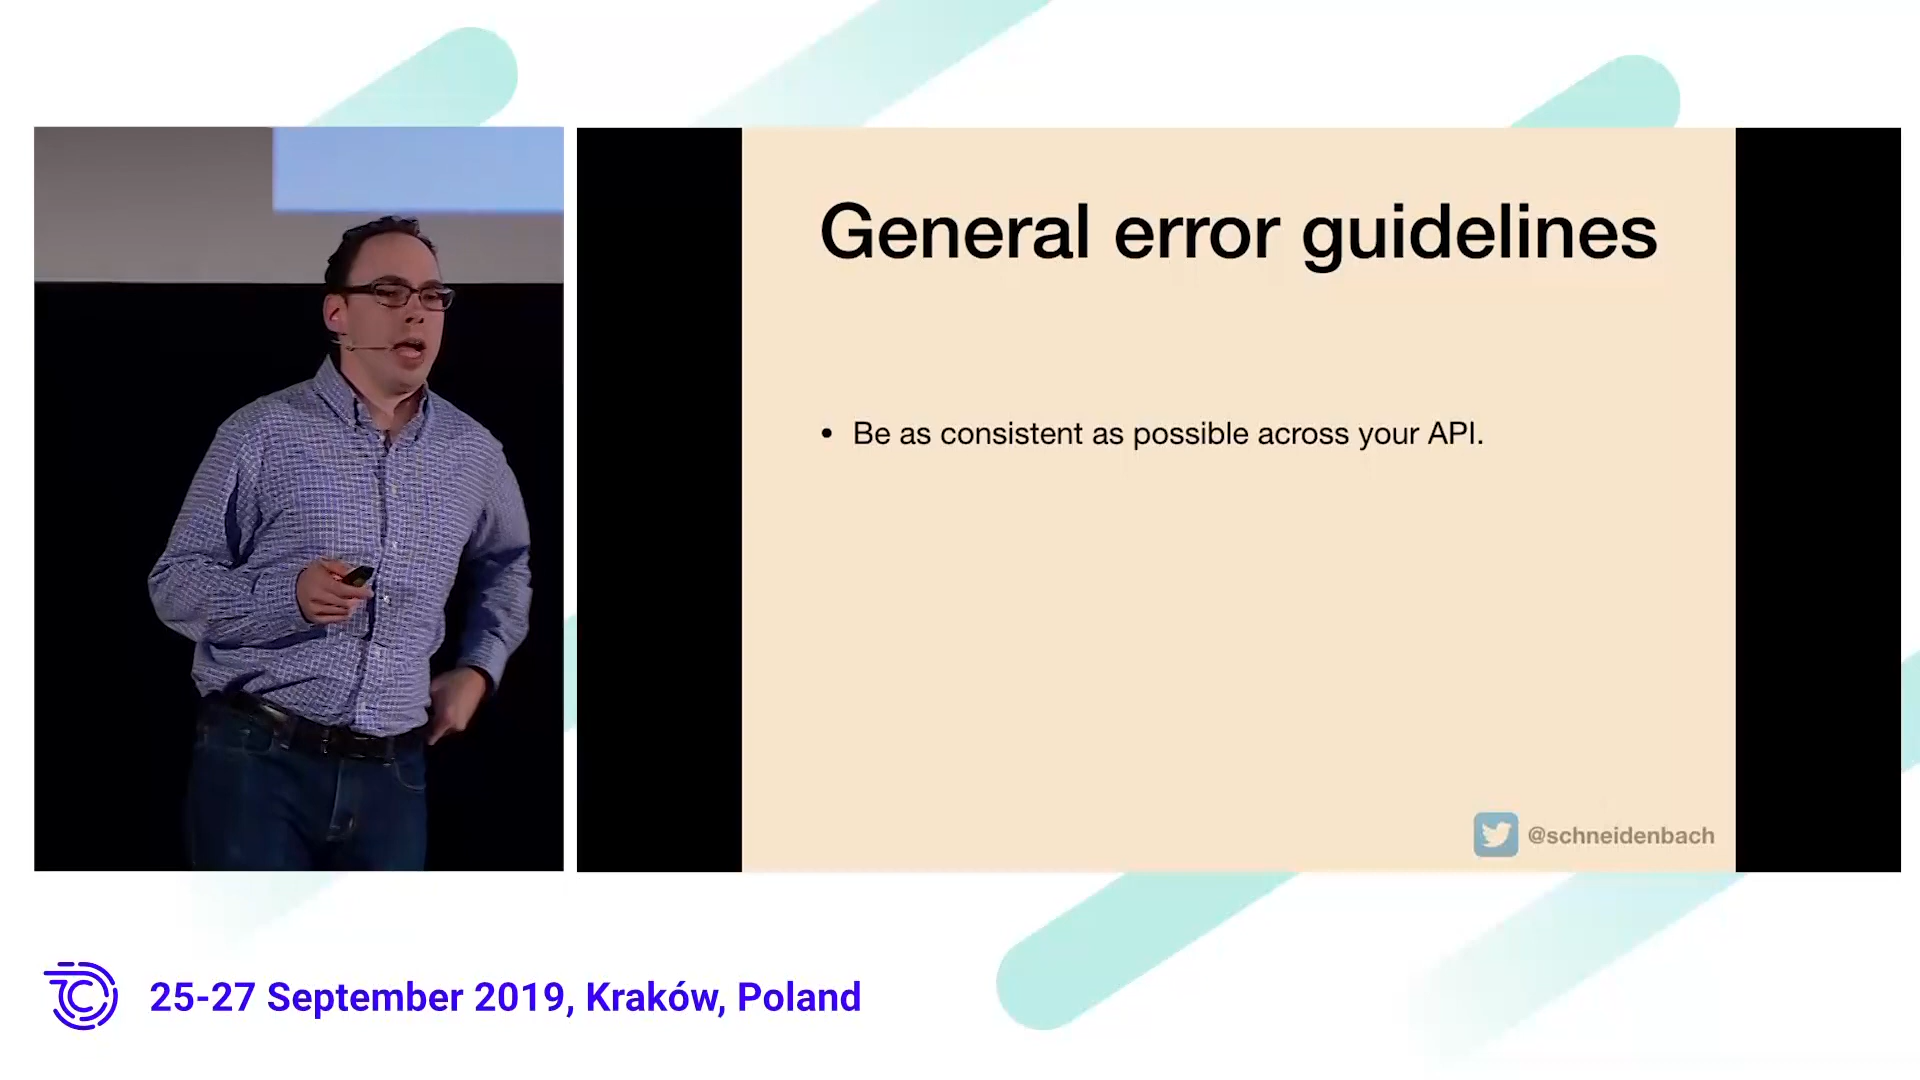 General error guidelines
• Be as consistent as possible across your API.
@schneidenbach
25-27 September 2019, Kraków, Poland